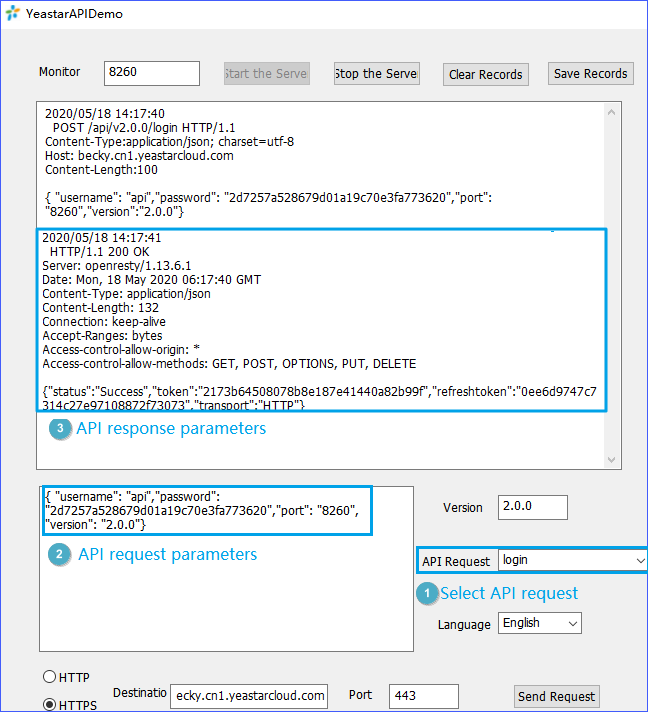 YeastarAPIDemo
Monitor 8260 Start the Serve Stop the Serve Clear Records Save Records
2020/05/18 14:17:40
POST /api/v2.0.0/login HTTP/1.1
Content-Type:application/json; charset=utf-8
Host: becky.cn1.yeastarcloud.com
Content-Length:100
{ "username": "api","password": "2d7257a528679d01a19c70e3fa773620","port":
"8260","version":"2.0.0"}
2020/05/18 14:17:41
HTTP/1.1 200 OK
Server: openresty/1.13.6.1
Date: Mon, 18 May 2020 06:17:40 GMT
Content-Type: application/json
Content-Length: 132
Connection: keep-alive
Accept-Ranges: bytes
Access-control-allow-origin: *
Access-control-allow-methods: GET, POST, OPTIONS, PUT, DELETE
{"status":"Success","token":"2173b64508078b8e187e41440a82b99f","refreshtoken":"0ee6d9747c7
314c27e97108872f73073","transport":"HTTP"}
3 API response parameters
{ "username": "api","password":
"2d7257a528679d01a19c70e3fa773620","port": "8260",
"version": "2.0.0"}
2 API request parameters
Version 2.0.0
API Request login
1 Select API request
Language English
HTTP
HTTPS
Destinatio ecky.cn1.yeastarcloud.com Port 443 Send Request